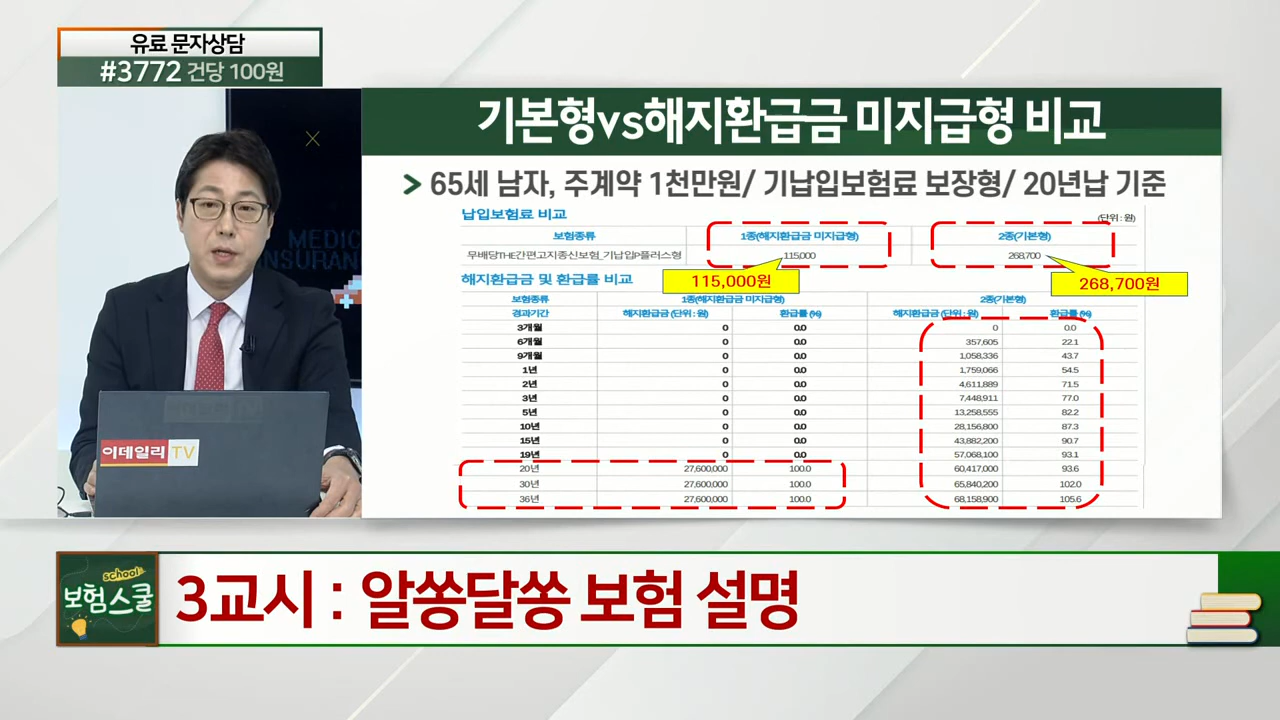 유료 문자상담
#3772 건당 100원
MEDIC
INSURAN
이데일리 TV
기본형vs해지환급금 미지급형 비교
65세 남자, 주계약 1천만원/ 기납입보험료 보장형/ 20년납 기준
납입보험료 비교
(단위 : 원)
보험종류 1종(해지환급금 미지급형) 2종(기본형)
무배당THE간편고지종신보험_기납입P플러스형 115,000 268,700
115,000원 268,700원
해지환급금 및 환급률 비교
보험종류 1종(해지환급금 미지급형) 2종(기본형)
경과기간 해지환급금 (단위 : 원) 환급률 (%) 해지환급금 (단위 : 원) 환급률 (%)
3개월 0 0.0 0 0.0
6개월 0 0.0 357,605 22.1
9개월 0 0.0 1,058,336 43.7
1년 0 0.0 1,759,066 54.5
2년 0 0.0 4,611,889 71.5
3년 0 0.0 7,448,911 77.0
5년 0 0.0 13,258,555 82.2
10년 0 0.0 28,156,800 87.3
15년 0 0.0 43,882,200 90.7
19년 0 0.0 57,068,100 93.1
20년 27,600,000 100.0 60,417,000 93.6
30년 27,600,000 100.0 65,840,200 102.0
36년 27,600,000 100.0 68,158,900 105.6
school
보험스쿨
3교시 : 알쏭달쏭 보험 설명